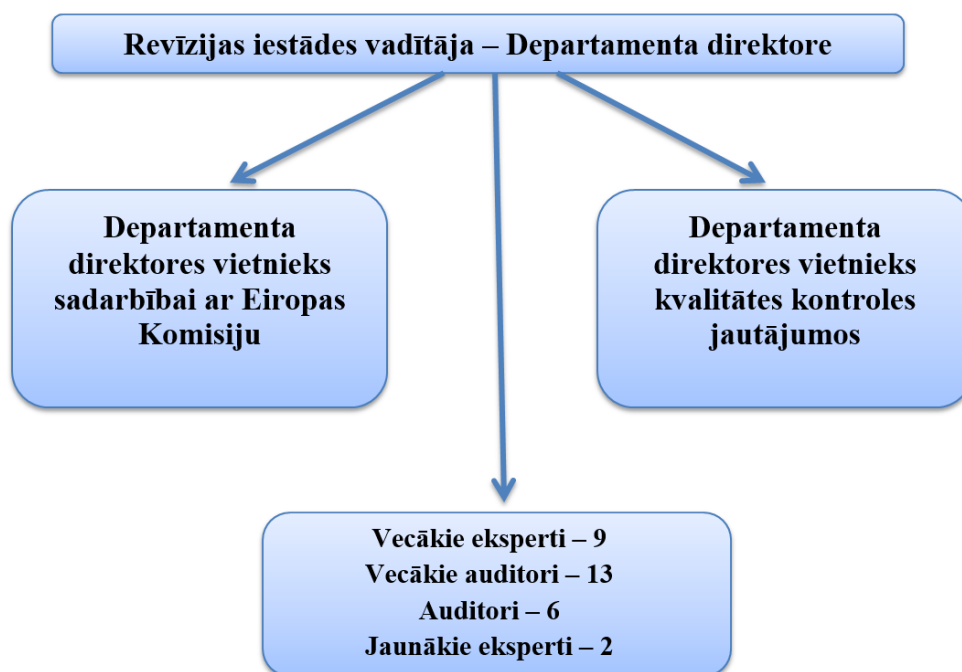 Revīzijas iestādes vadītāja – Departamenta direktore
Departamenta
direktores vietnieks
sadarbībai ar Eiropas
Komisiju
Departamenta
direktores vietnieks
kvalitātes kontroles
jautājumos
Vecākie eksperti – 9
Vecākie auditori – 13
Auditori – 6
Jaunākie eksperti – 2